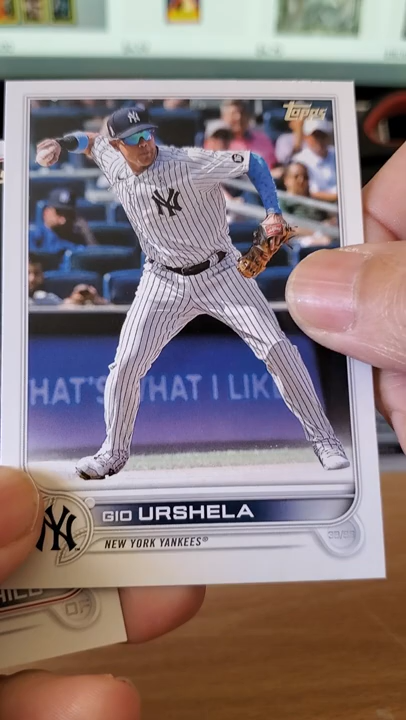 Topps
NY
HAT'S WHAT I LIKE
NY GIO URSHELA
NEW YORK YANKEES®